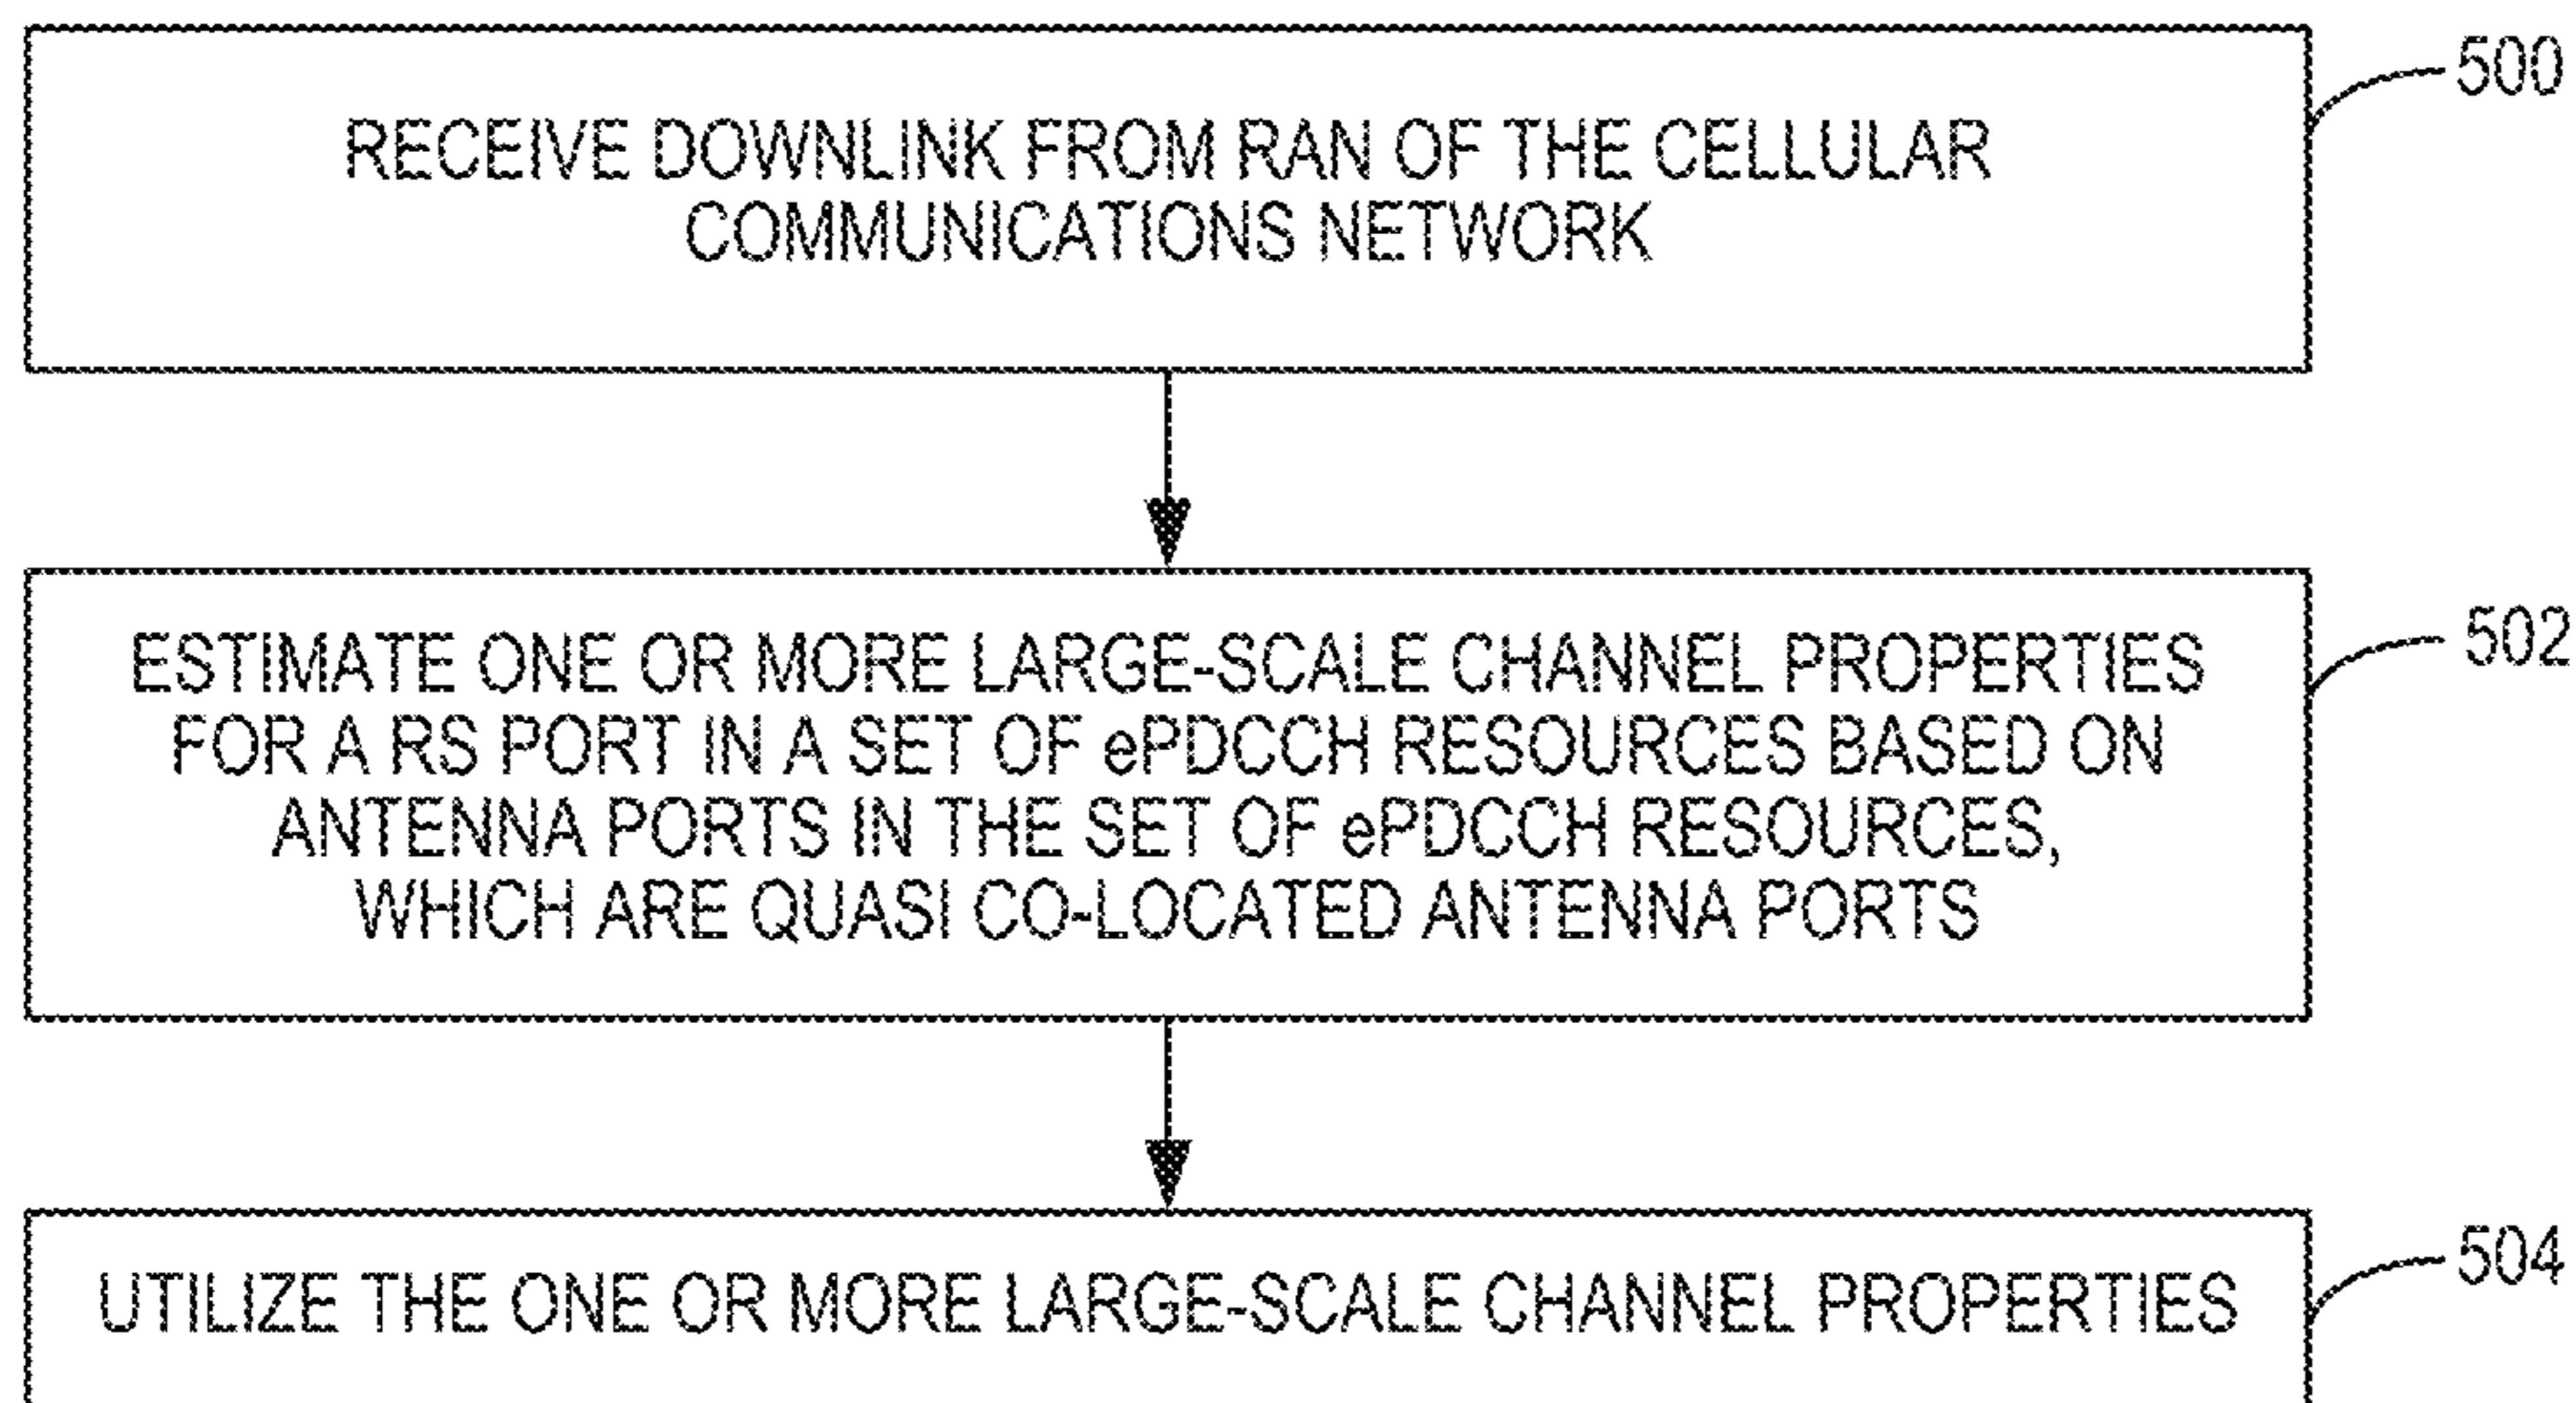 500
RECEIVE DOWNLINK FROM RAN OF THE CELLULAR
COMMUNICATIONS NETWORK
502
ESTIMATE ONE OR MORE LARGE-SCALE CHANNEL PROPERTIES
FOR A RS PORT IN A SET OF ePDCCH RESOURCES BASED ON
ANTENNA PORTS IN THE SET OF ePDCCH RESOURCES,
WHICH ARE QUASI CO-LOCATED ANTENNA PORTS
504
UTILIZE THE ONE OR MORE LARGE-SCALE CHANNEL PROPERTIES